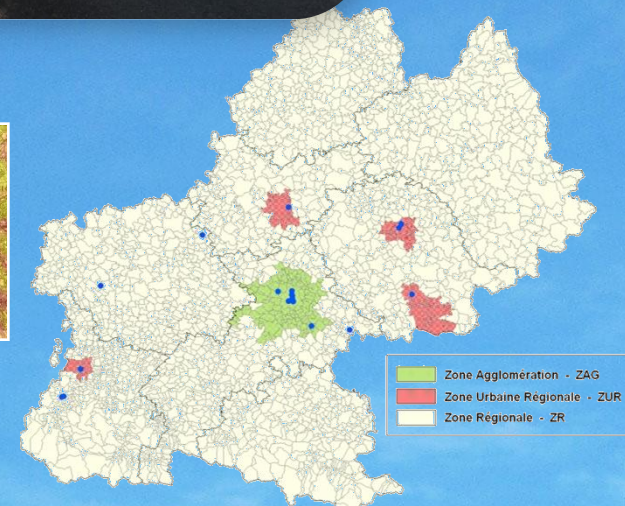 Zone Agglomération - ZAG
Zone Urbaine Régionale - ZUR
Zone Régionale - ZR